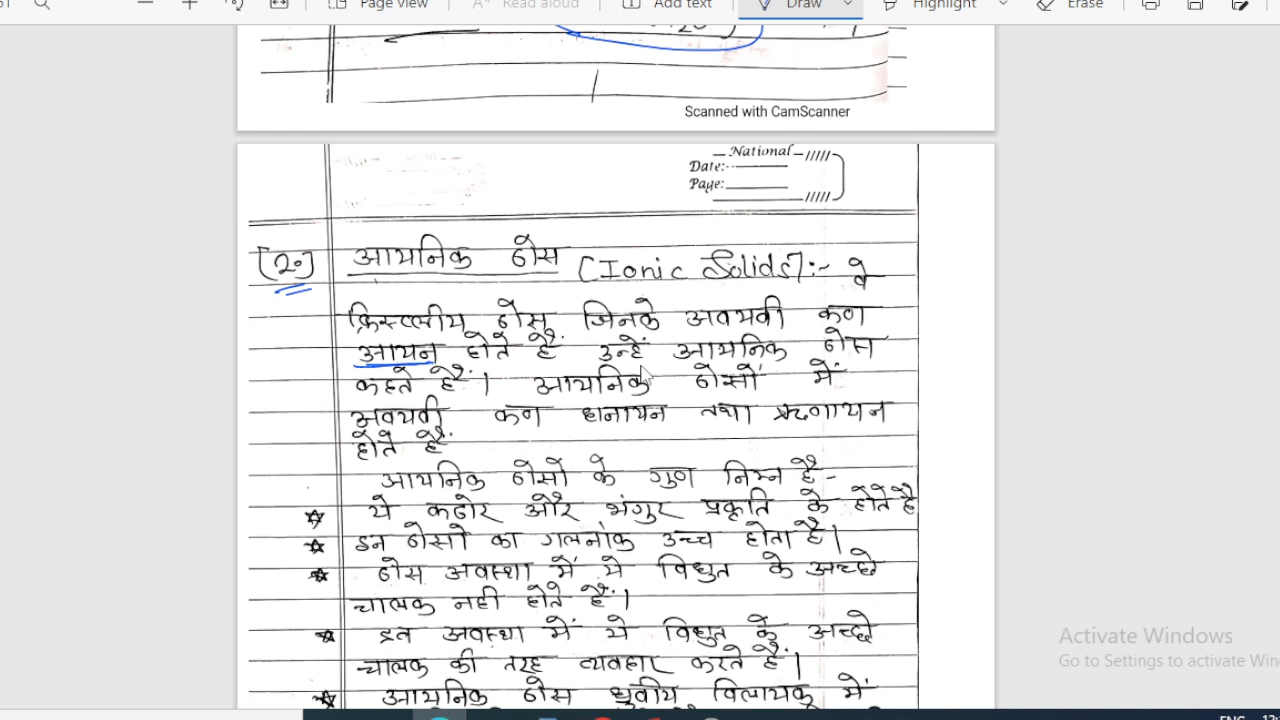 Page view
Read aloud
Add text
Draw
Highlight
Erase
Scanned with CamScanner
National
Date:
Page:
[2.] आयनिक ठोस (Ionic Solids):- वे
क्रिस्टलीय ठोस जिनके अवयवी कण
आयन होते हैं उन्हें आयनिक ठोस
कहते हैं। आयनिक ठोसों में
अवयवी कण धनायन तथा ऋणायन
होते हैं.
आयनिक ठोसों के गुण निम्न है-
ये कठोर और भंगुर प्रकृति के होते है
इन ठोसो का गलनांक उच्च होता है।
ठोस अवस्था में ये विधुत के अच्छे
चालक नही होते हैं।
द्रव अवस्था में ये विधुत के अच्छे
चालक की तरह व्यवहार करते हैं।
आयनिक ठोस ध्रुवीय विलायक में
Activate Windows
Go to Settings to activate Win
ENG